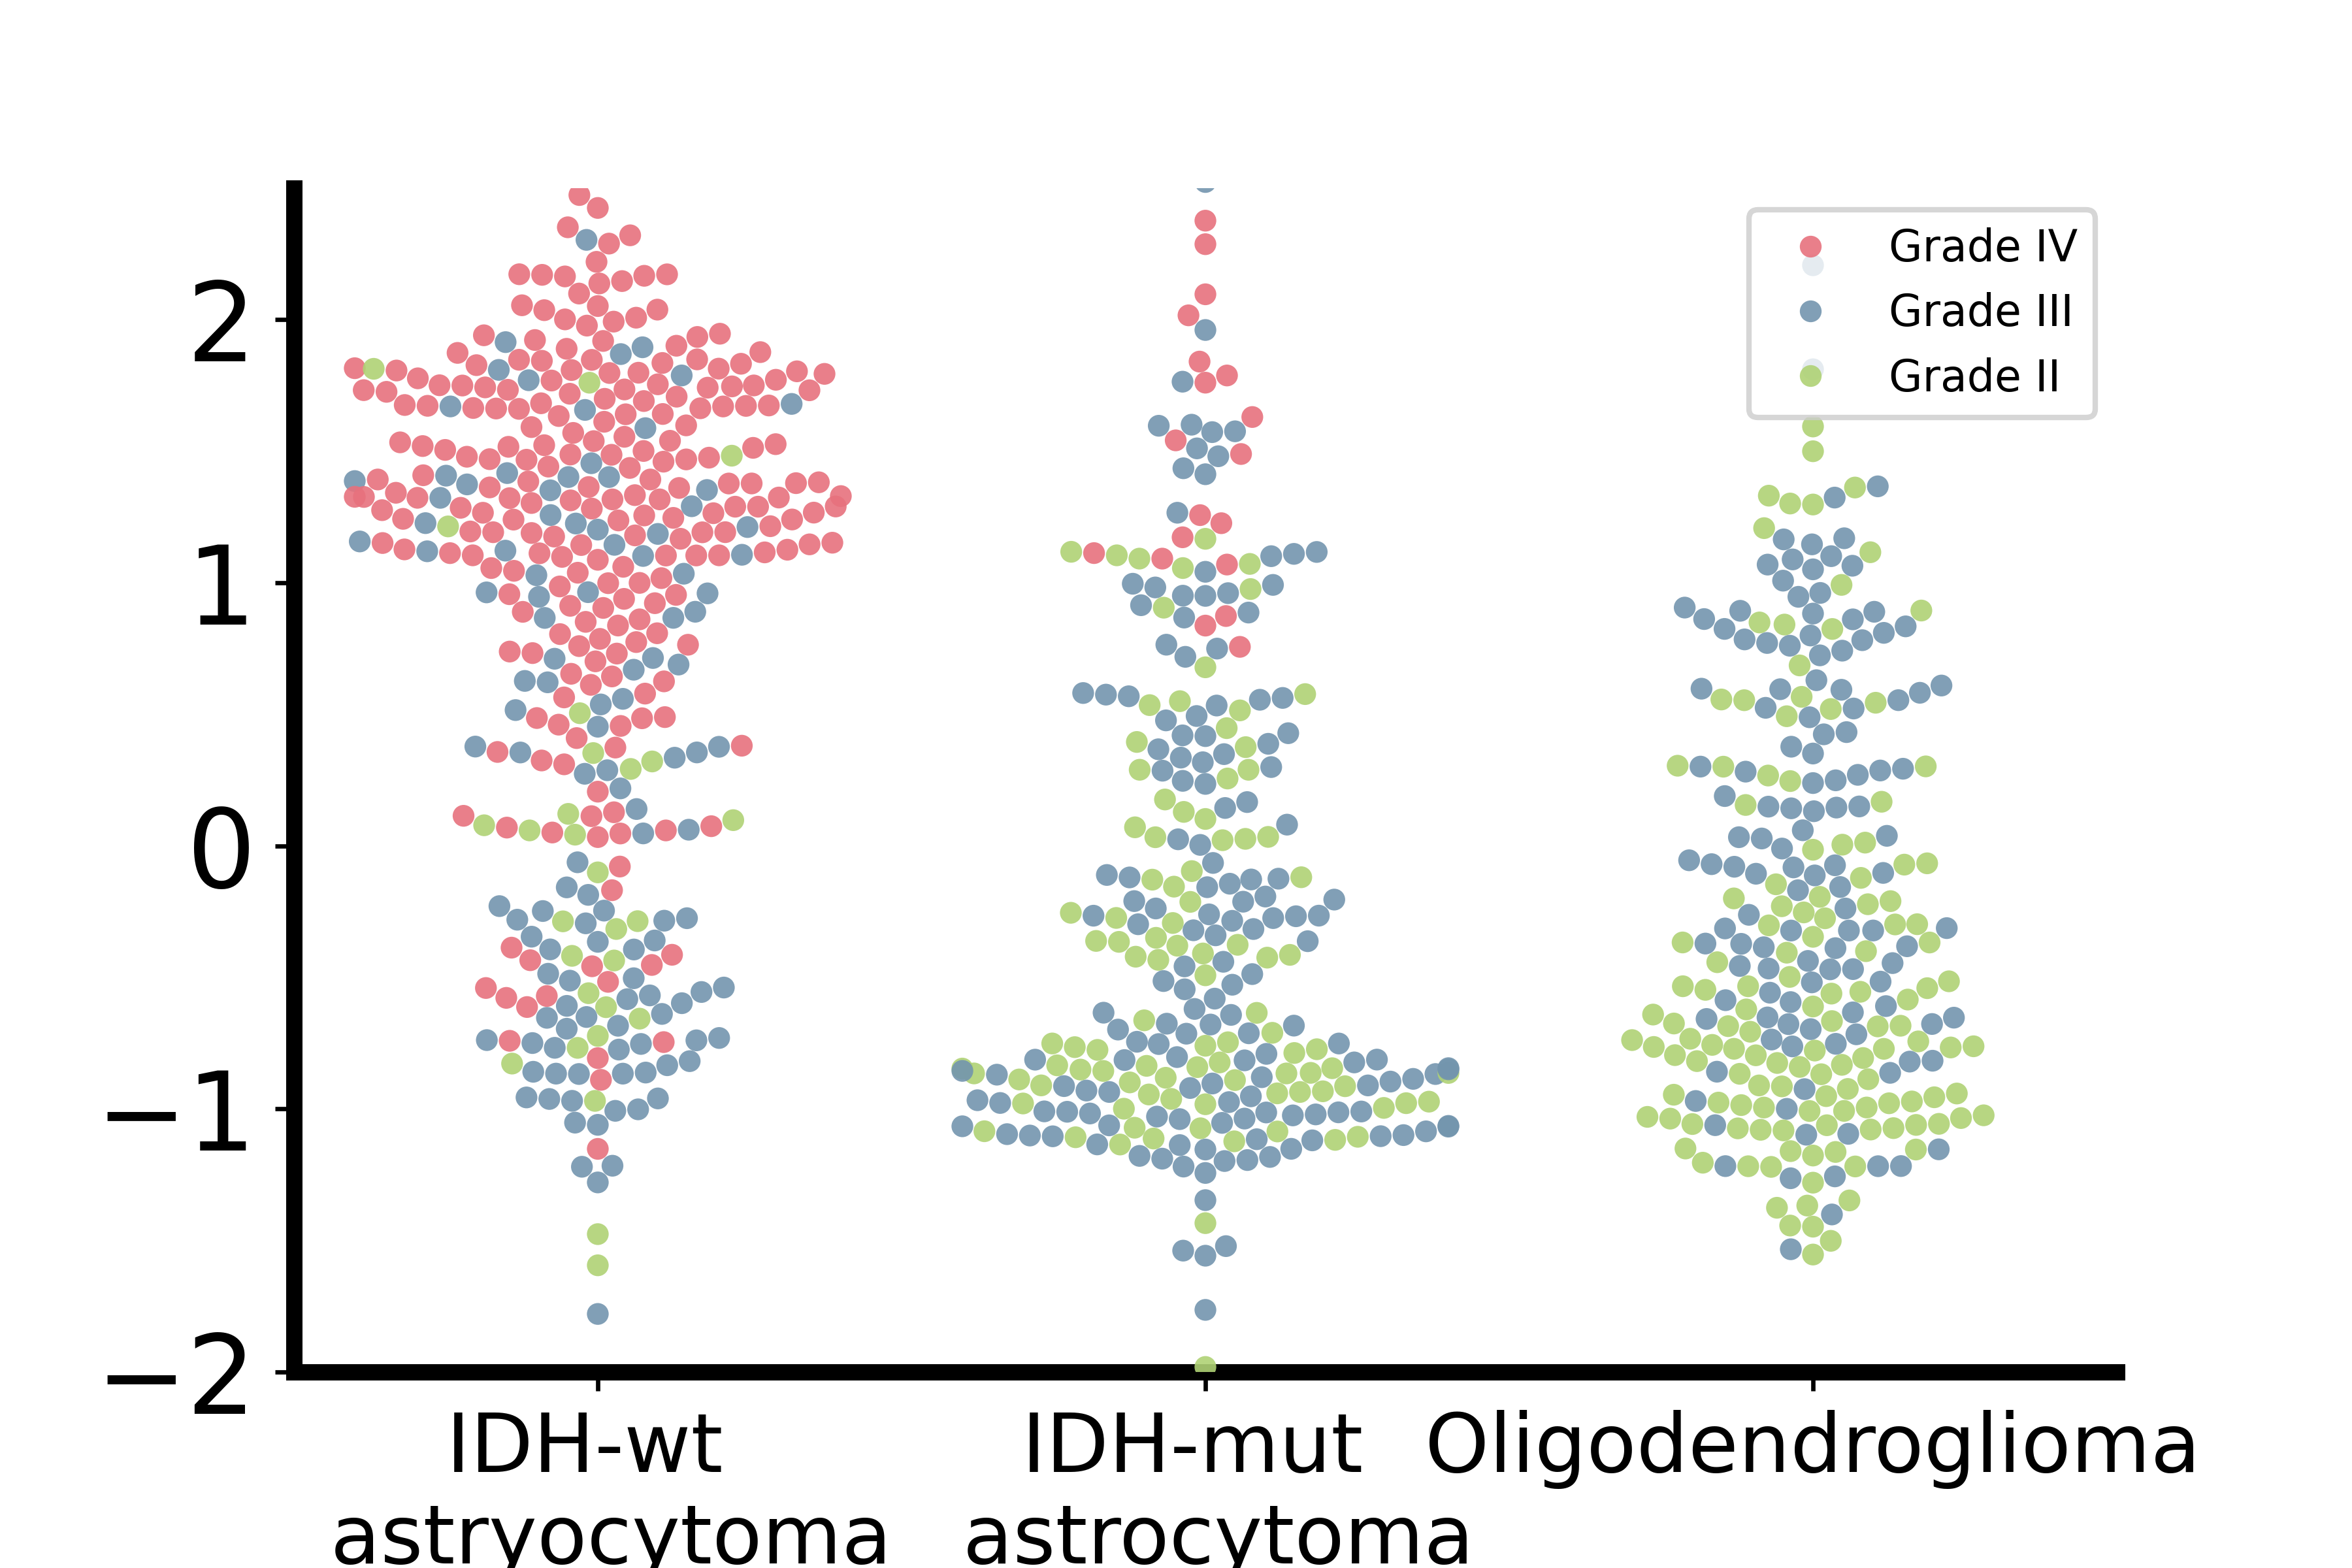 Grade IV
Grade III
Grade II
2
1
0
−1
−2
IDH-wt
astryocytoma
IDH-mut
astrocytoma
Oligodendroglioma